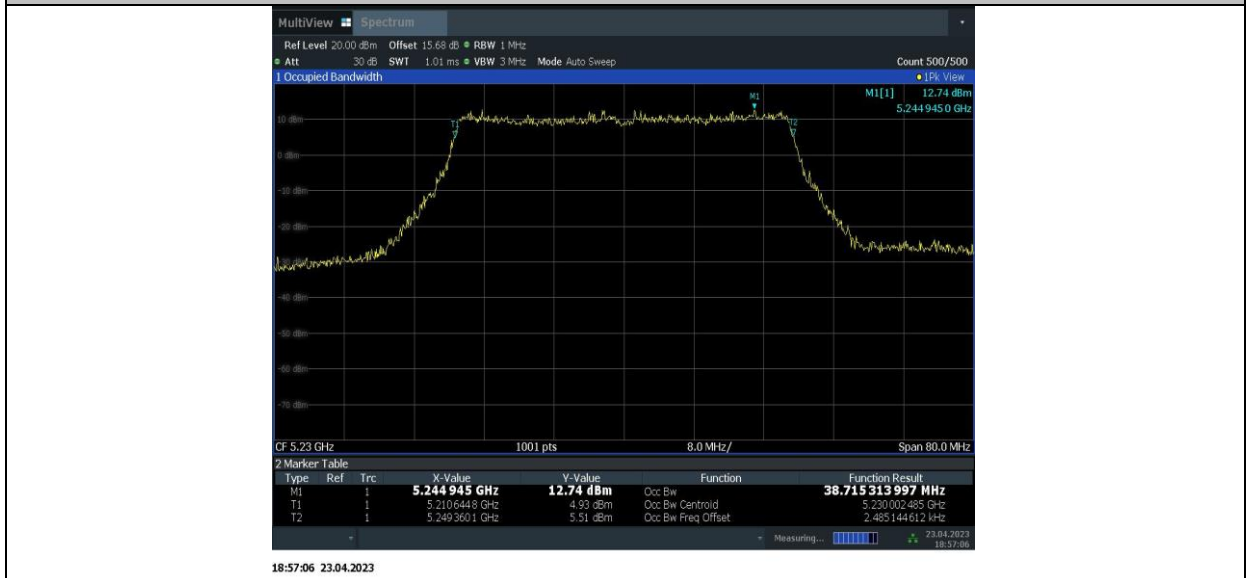 MultiView Spectrum
Ref Level 20.00 dBm Offset 15.68 dB RBW 1 MHz
Att 30 dB SWT 1.01 ms VBW 3 MHz Mode Auto Sweep Count 500/500
1 Occupied Bandwidth 1Pk View
M1[1] 12.74 dBm
5.244 945 0 GHz
M1
10 dBm
T1
T2
0 dBm
-10 dBm
-20 dBm
-30 dBm
-40 dBm
-50 dBm
-60 dBm
-70 dBm
CF 5.23 GHz 1001 pts 8.0 MHz/ Span 80.0 MHz
2 Marker Table
Type Ref Trc X-Value Y-Value Function Function Result
M1 1 5.244 945 GHz 12.74 dBm Occ Bw 38.715 313 997 MHz
T1 1 5.210 644 8 GHz 4.93 dBm Occ Bw Centroid 5.230 002 485 GHz
T2 1 5.249 360 1 GHz 5.51 dBm Occ Bw Freq Offset 2.485 144 612 kHz
Measuring... 23.04.2023
18:57:06
18:57:06 23.04.2023